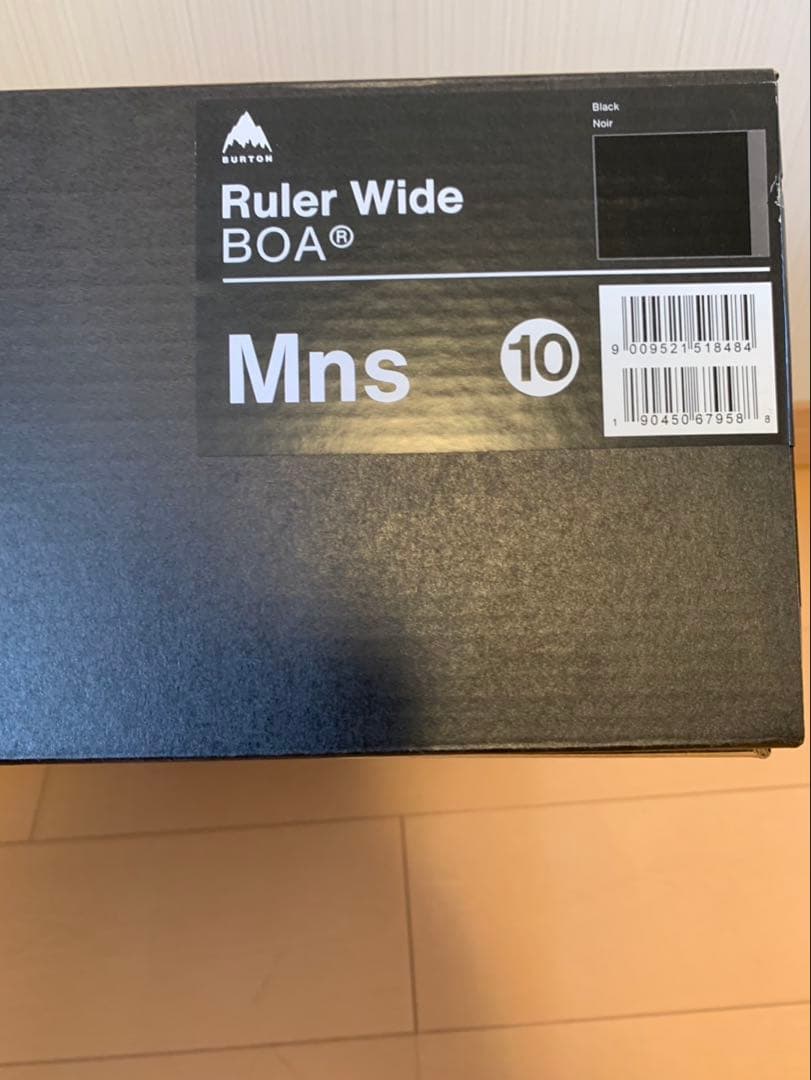 BURTON
Ruler Wide
BOA®
Black
Noir
Mns
10
9 009521 518484
1 90450 67958 8